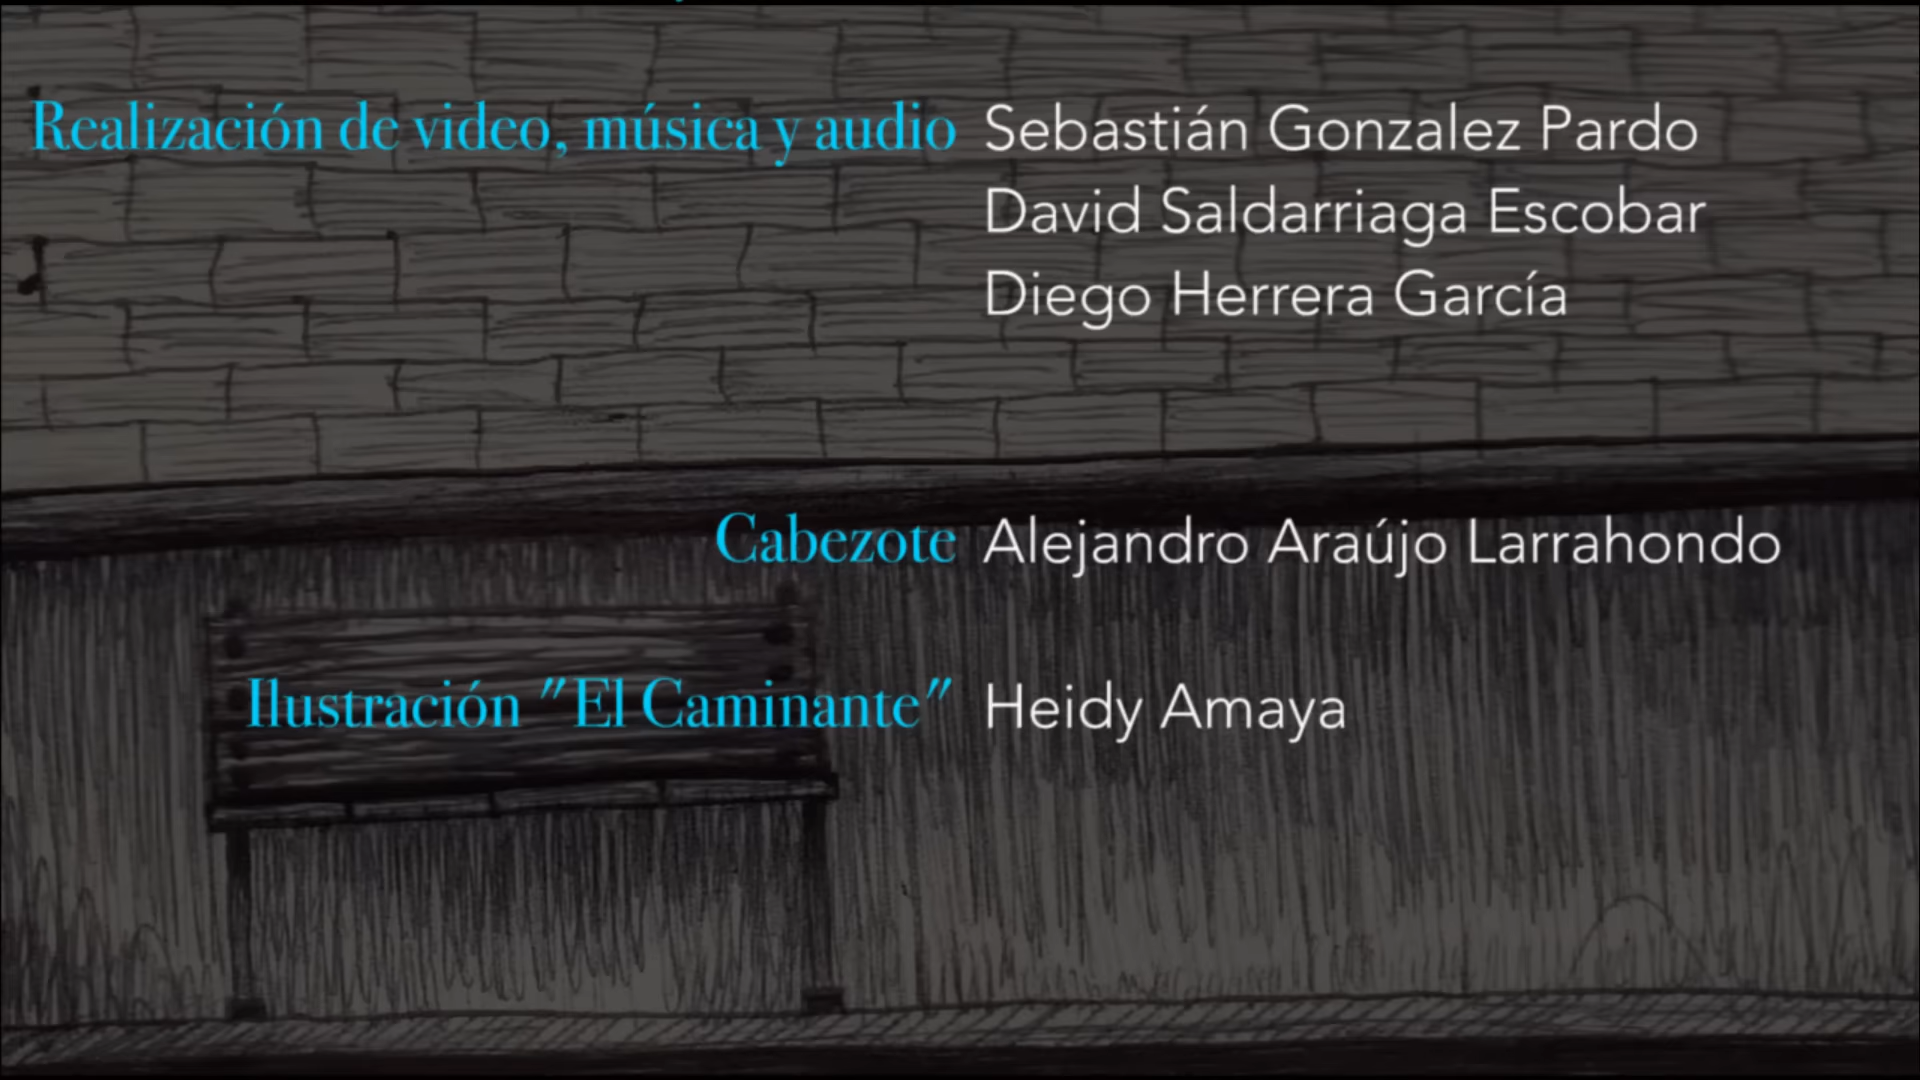 Realización de video, música y audio Sebastián Gonzalez Pardo
David Saldarriaga Escobar
Diego Herrera García
Cabezote Alejandro Araújo Larrahondo
Ilustración "El Caminante" Heidy Amaya